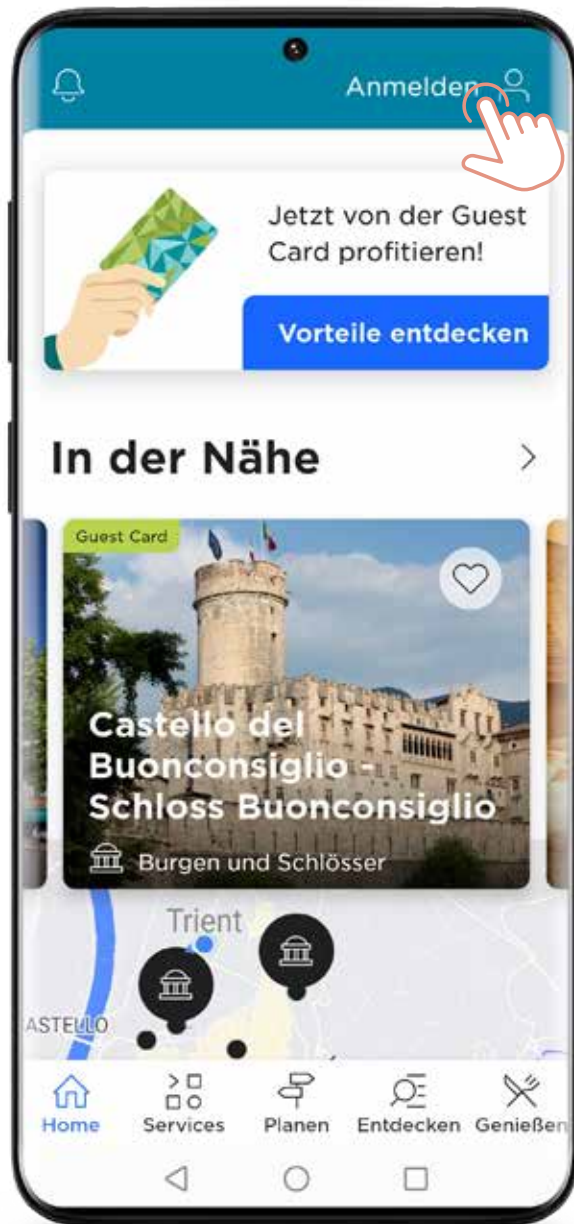 Anmelden
Jetzt von der Guest
Card profitieren!
Vorteile entdecken
In der Nähe
Guest Card
Castello del
Buonconsiglio -
Schloss Buonconsiglio
Burgen und Schlösser
Trient
ASTELLO
Home Services Planen Entdecken Genießen